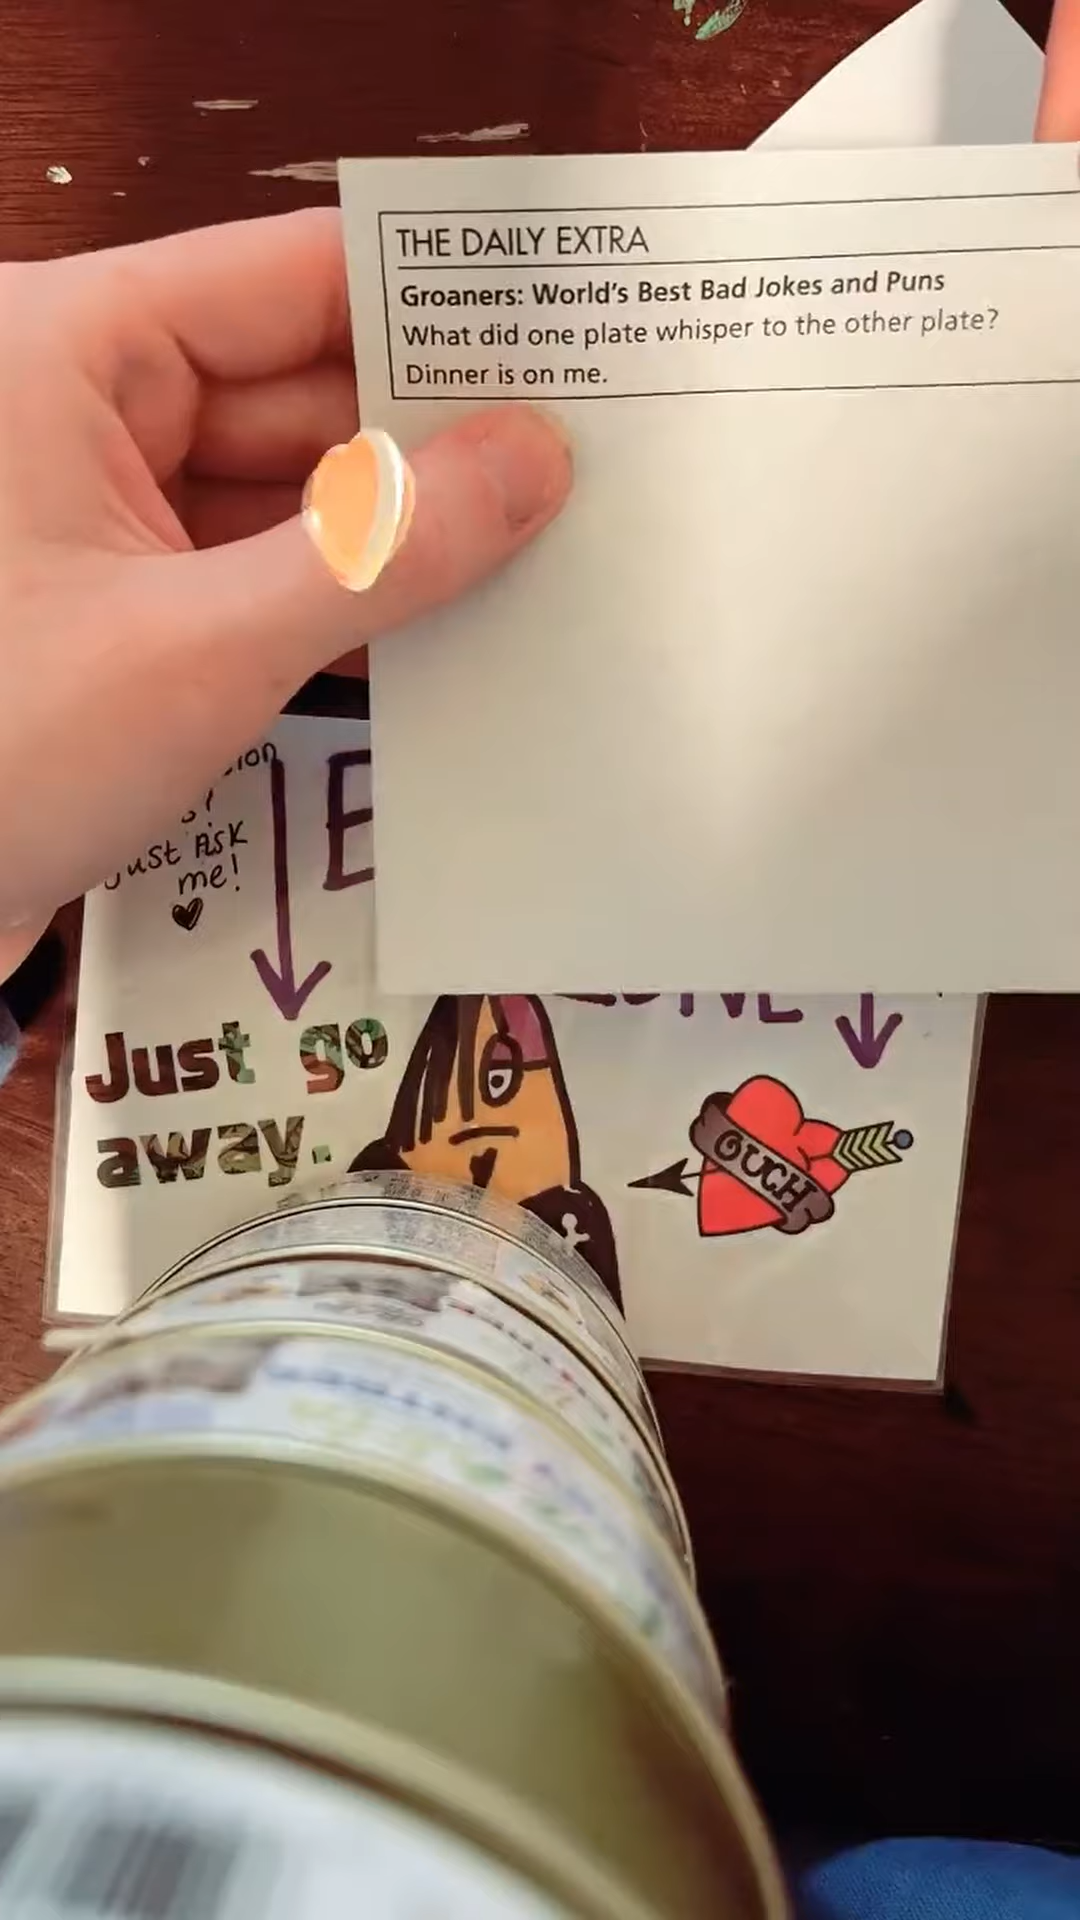 THE DAILY EXTRA
Groaners: World's Best Bad Jokes and Puns
What did one plate whisper to the other plate?
Dinner is on me.
Just ASK
me!
Just go
away.
OUCH